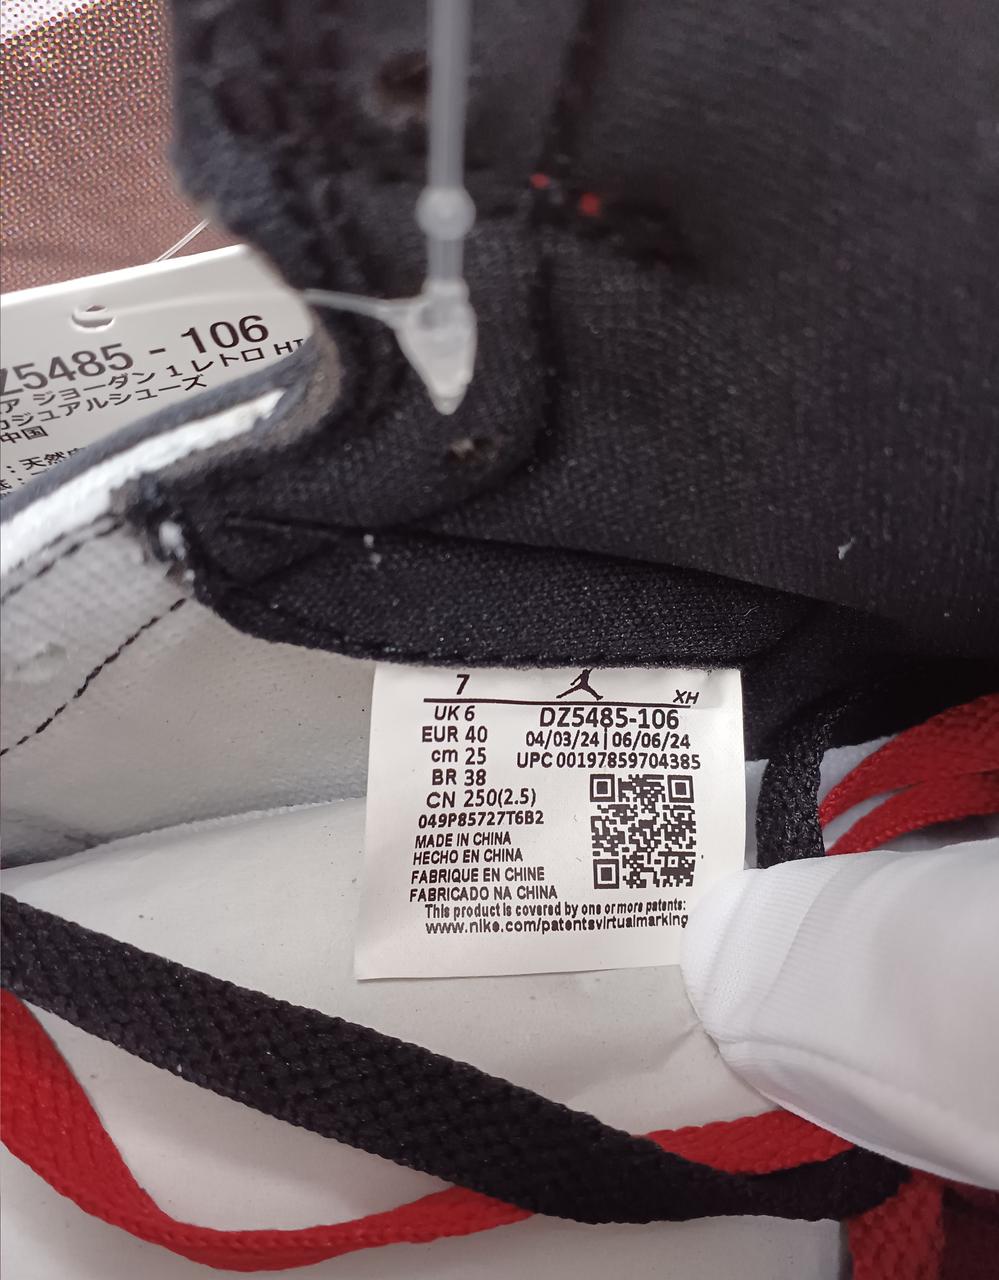 Z5485 - 106
ア ジョーダン 1 レトロ HI
カジュアルシューズ
中国
: 天然
7
XH
UK 6
DZ5485-106
EUR 40
04/03/24 | 06/06/24
cm 25
UPC 00197859704385
BR 38
CN 250(2.5)
049P85727T6B2
MADE IN CHINA
HECHO EN CHINA
FABRIQUE EN CHINE
FABRICADO NA CHINA
This product is covered by one or more patents:
www.nike.com/patentsvirtualmarking